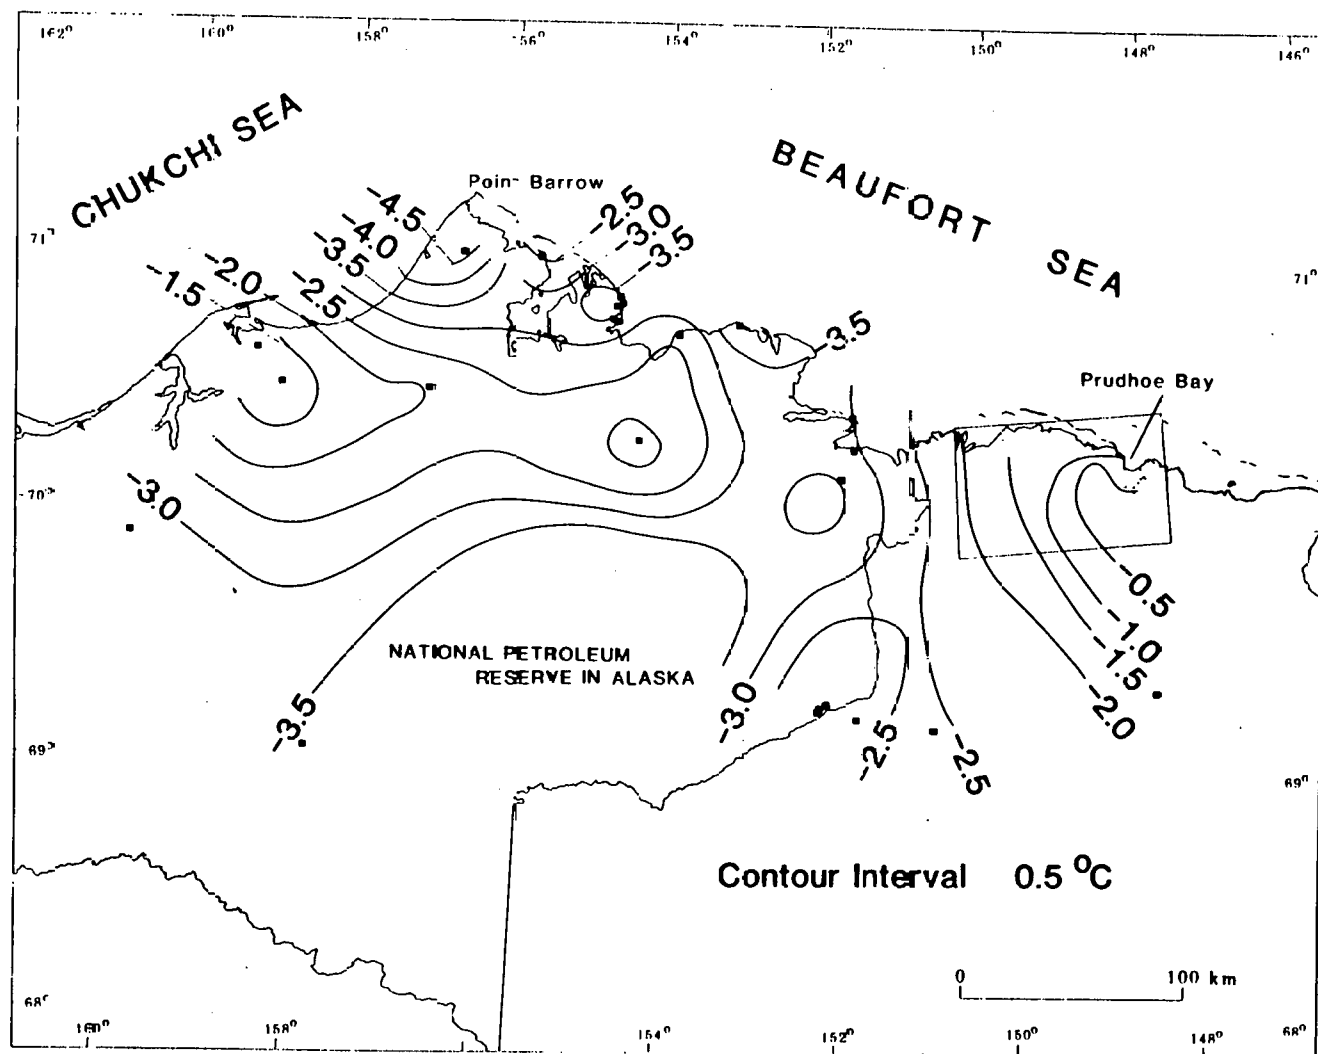 162° 160° 158° 156° 154° 152° 150° 148° 146°
CHUKCHI SEA
BEAUFORT SEA
Poin Barrow
-4.5
-4.0
-3.5
-2.0
-2.5
-1.5
-2.5
-3.0
-3.5
71°
71°
-3.5
Prudhoe Bay
70°
-3.0
-0.5
-1.0
-1.5
-2.0
NATIONAL PETROLEUM
RESERVE IN ALASKA
-3.5
-3.0
-2.5
-2.5
69°
69°
Contour Interval 0.5 °C
0 100 km
68°
68°
160° 158° 154° 152° 150° 148°